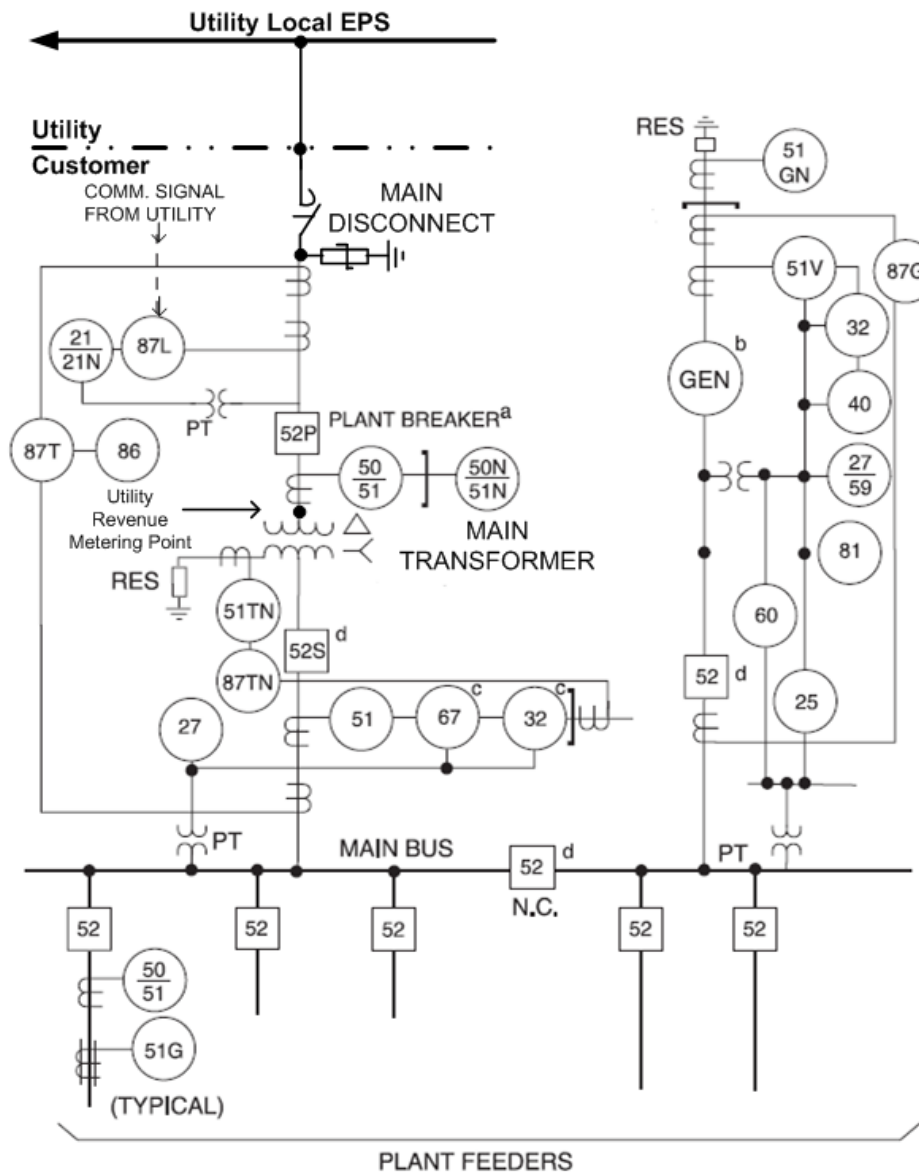 Utility Local EPS
Utility
Customer
COMM. SIGNAL
FROM UTILITY
MAIN
DISCONNECT
21
21N
87L
PT
52P
PLANT BREAKERa
87T
86
50
51
50N
51N
Utility
Revenue
Metering Point
MAIN
TRANSFORMER
RES
51TN
52S
d
87TN
27
51
67
c
32
c
PT
MAIN BUS
52
d
N.C.
RES
51
GN
51V
87G
32
GEN
b
40
27
59
81
60
52
d
25
PT
52
52
52
52
52
50
51
51G
(TYPICAL)
PLANT FEEDERS